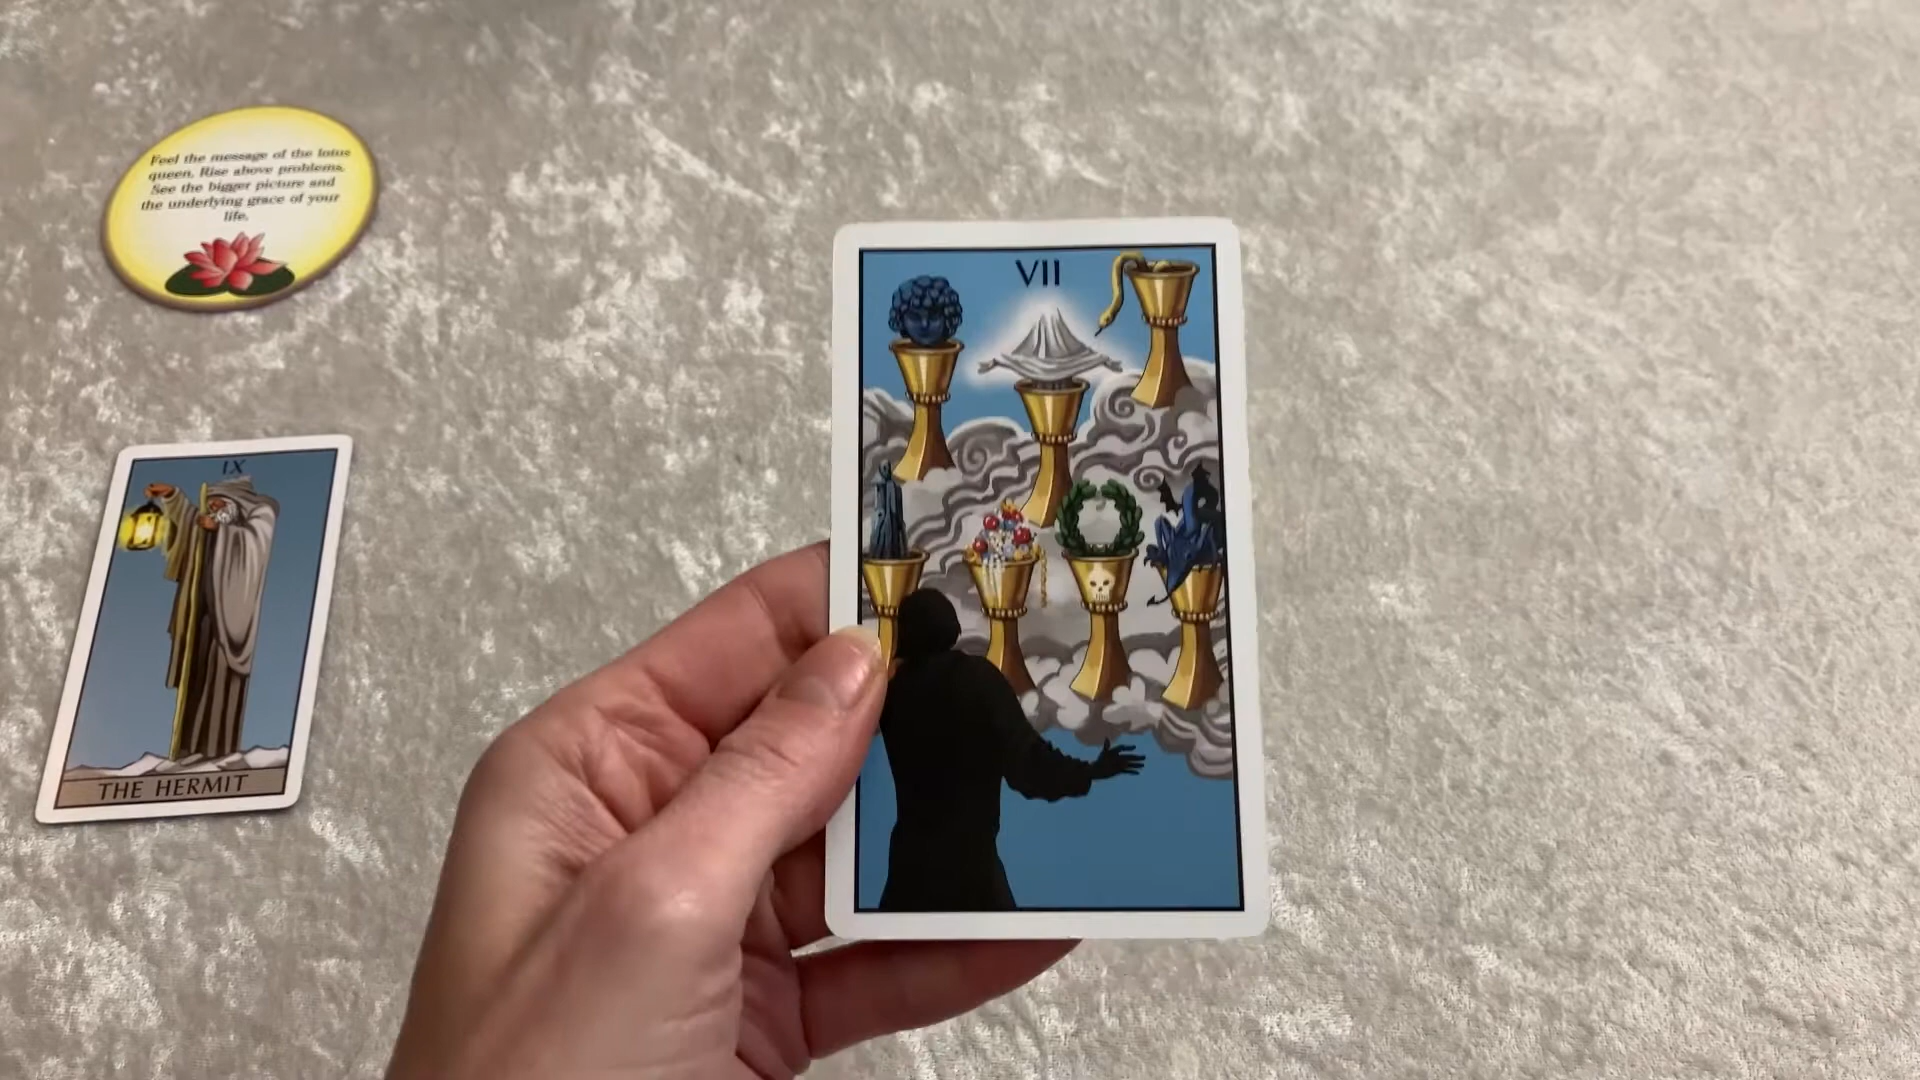 Feel the message of the lotus
queen. Rise above problems.
See the bigger picture and
the underlying grace of your
life.
IX
THE HERMIT
VII